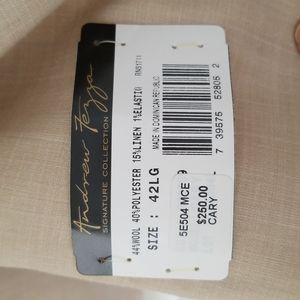 Andrew Fezza
SIGNATURE COLLECTION
44%WOOL 40%POLYESTER 15%LINEN 1%ELASTIC
SIZE : 42LG
MADE IN DOMINICAN REPUBLIC
7 39575 52805 2
5E504 MCE
$250.00
CARY